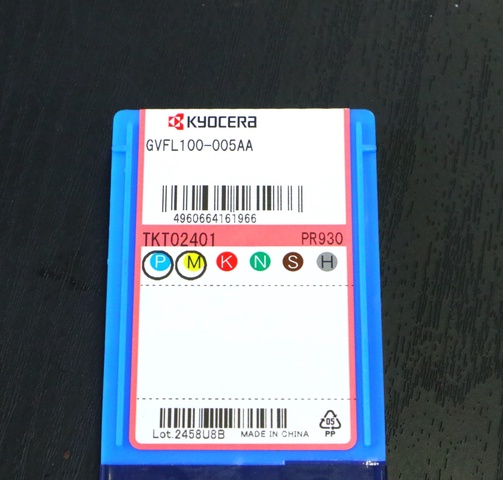 KYOCERA
GVFL100-005AA
4960664161966
TKT02401 PR930
P M K N S H
Lot.2458U8B MADE IN CHINA
05
PP